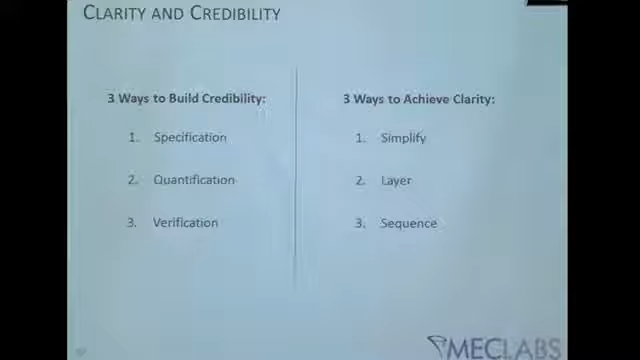 CLARITY AND CREDIBILITY
3 Ways to Build Credibility:
1. Specification
2. Quantification
3. Verification
3 Ways to Achieve Clarity:
1. Simplify
2. Layer
3. Sequence
MECLABS